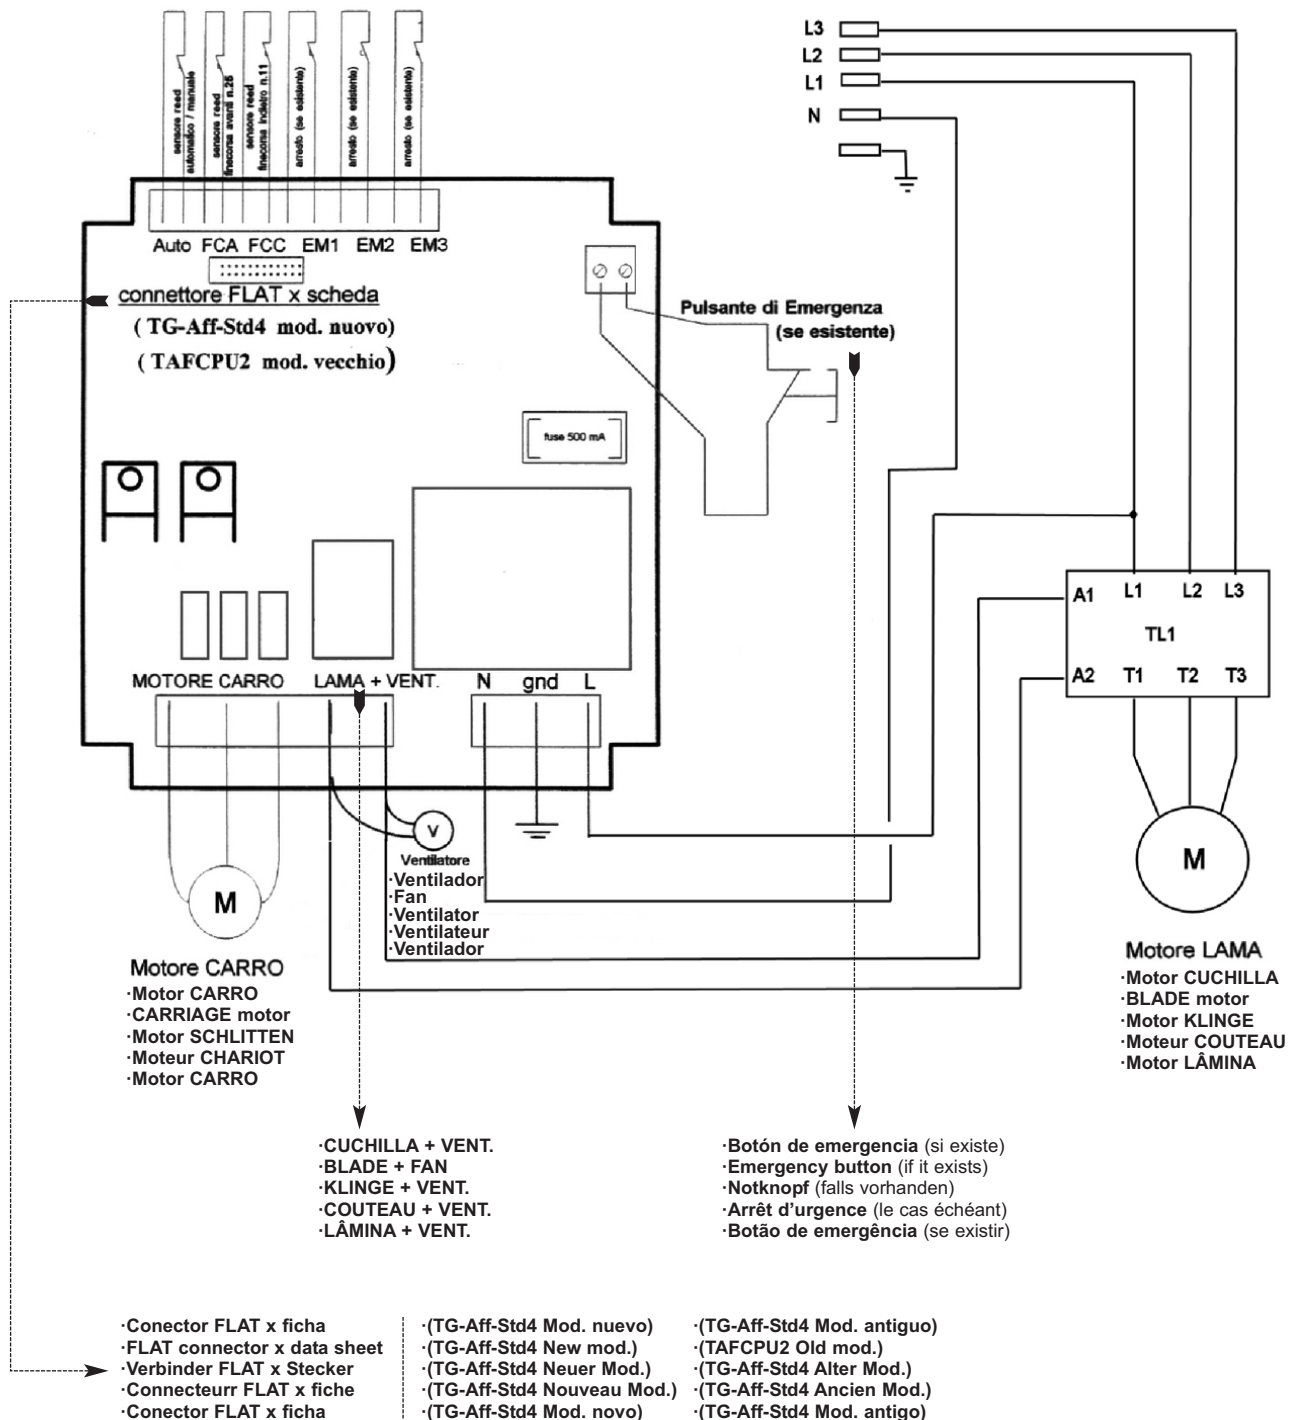 sensore reed
automatico / manuale
sensore reed
finecorsa avanti n.26
sensore reed
finecorsa indietro n.11
arresto (se esistente)
arresto (se esistente)
arresto (se esistente)
L3
L2
L1
N
Auto FCA FCC EM1 EM2 EM3
connettore FLAT x scheda
( TG-Aff-Std4 mod. nuovo)
( TAFCPU2 mod. vecchio)
Pulsante di Emergenza
(se esistente)
fuse 500 mA
A1 L1 L2 L3
TL1
A2 T1 T2 T3
MOTORE CARRO LAMA + VENT. N gnd L
V
Ventilatore
·Ventilador
·Fan
·Ventilator
·Ventilateur
·Ventilador
M
Motore CARRO
·Motor CARRO
·CARRIAGE motor
·Motor SCHLITTEN
·Moteur CHARIOT
·Motor CARRO
M
Motore LAMA
·Motor CUCHILLA
·BLADE motor
·Motor KLINGE
·Moteur COUTEAU
·Motor LÂMINA
·CUCHILLA + VENT.
·BLADE + FAN
·KLINGE + VENT.
·COUTEAU + VENT.
·LÂMINA + VENT.
·Botón de emergencia (si existe)
·Emergency button (if it exists)
·Notknopf (falls vorhanden)
·Arrêt d'urgence (le cas échéant)
·Botão de emergência (se existir)
·Conector FLAT x ficha
·FLAT connector x data sheet
·Verbinder FLAT x Stecker
·Connecteurr FLAT x fiche
·Conector FLAT x ficha
·(TG-Aff-Std4 Mod. nuevo)
·(TG-Aff-Std4 New mod.)
·(TG-Aff-Std4 Neuer Mod.)
·(TG-Aff-Std4 Nouveau Mod.)
·(TG-Aff-Std4 Mod. novo)
·(TG-Aff-Std4 Mod. antiguo)
·(TAFCPU2 Old mod.)
·(TG-Aff-Std4 Alter Mod.)
·(TG-Aff-Std4 Ancien Mod.)
·(TG-Aff-Std4 Mod. antigo)